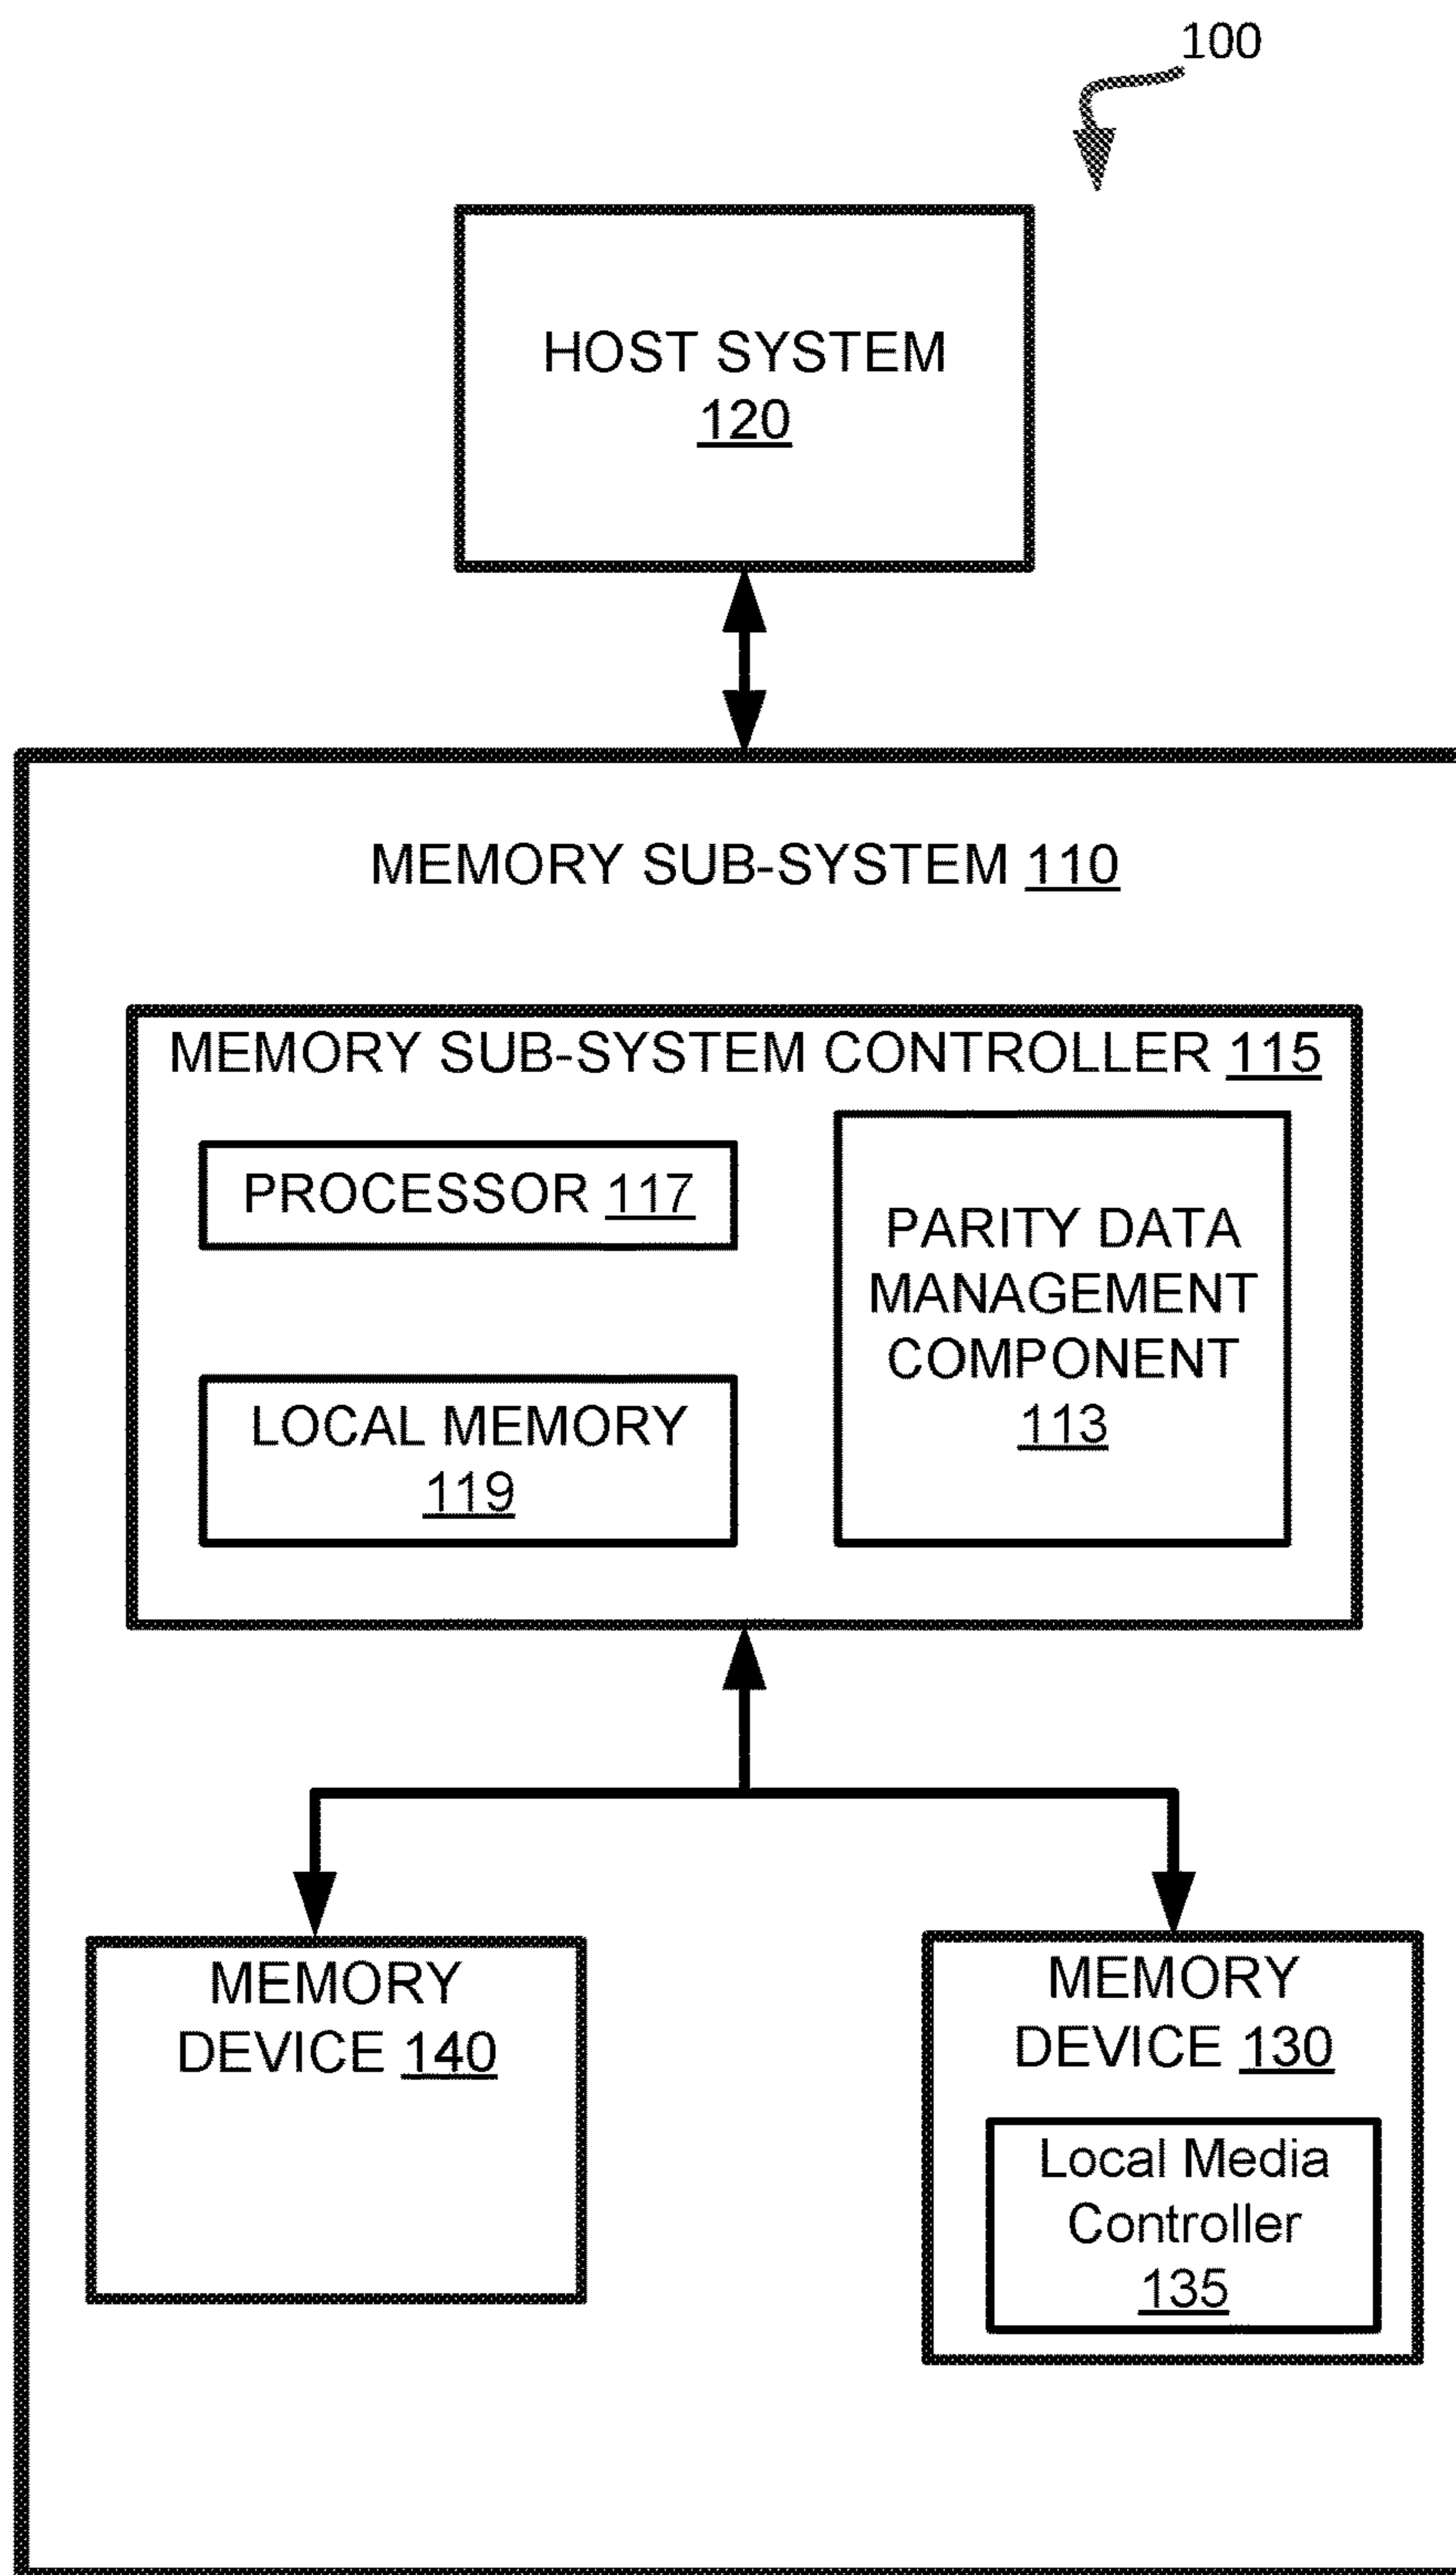 100
HOST SYSTEM
120
MEMORY SUB-SYSTEM 110
MEMORY SUB-SYSTEM CONTROLLER 115
PROCESSOR 117
PARITY DATA
MANAGEMENT
COMPONENT
113
LOCAL MEMORY
119
MEMORY
DEVICE 140
MEMORY
DEVICE 130
Local Media
Controller
135